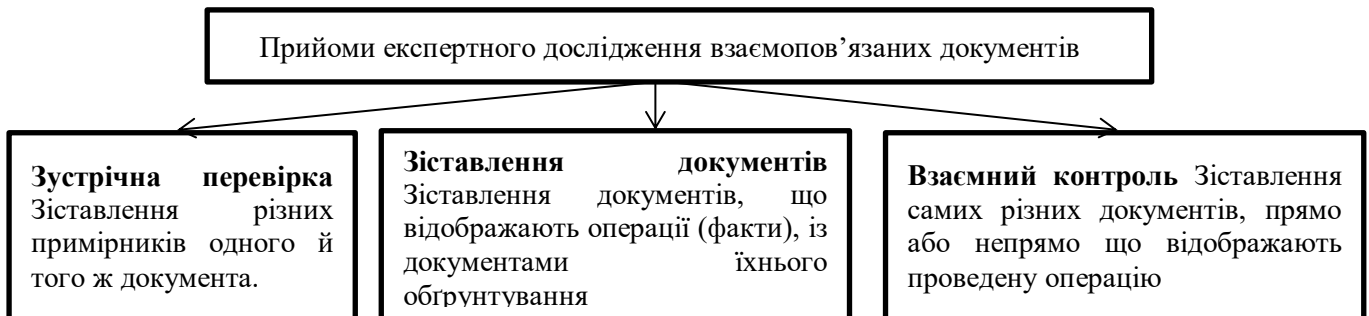 Прийоми експертного дослідження взаємопов’язаних документів
Зустрічна перевірка
Зіставлення різних
примірників одного й
того ж документа.
Зіставлення документів
Зіставлення документів, що
відображають операції (факти), із
документами їхнього
обґрунтування
Взаємний контроль Зіставлення
самих різних документів, прямо
або непрямо що відображають
проведену операцію